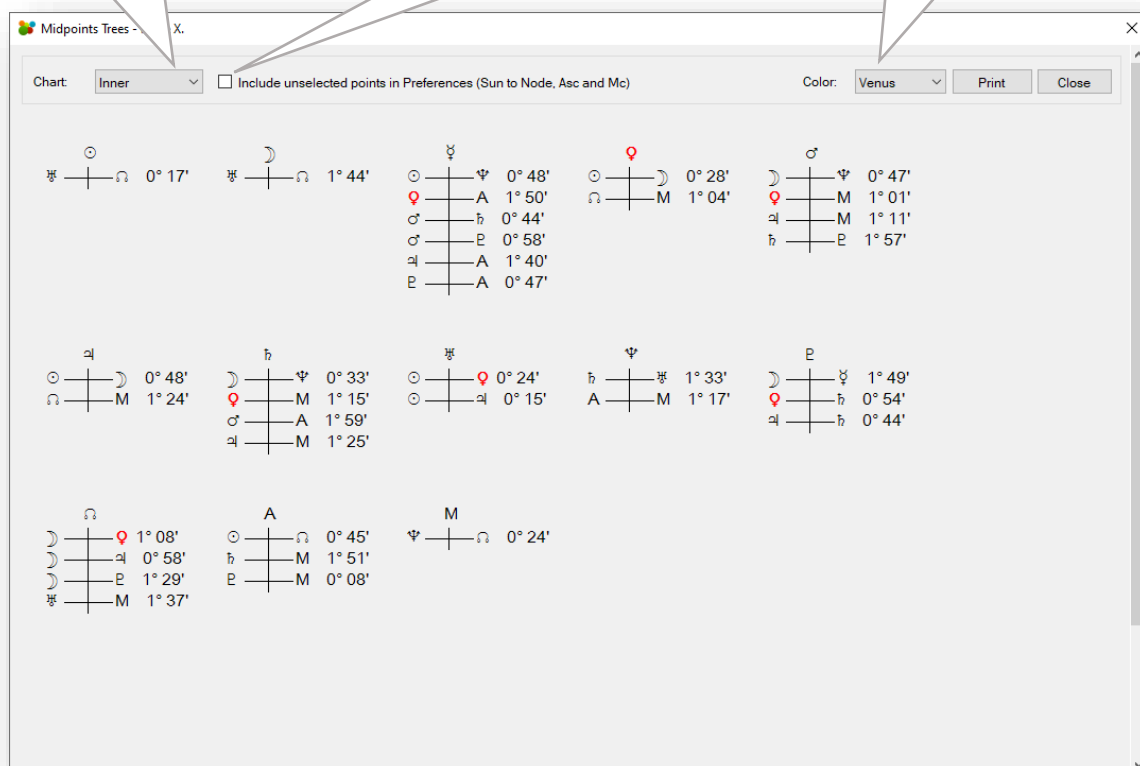 Midpoints Trees - X.
Chart: Inner Include unselected points in Preferences (Sun to Node, Asc and Mc) Color: Venus Print Close
☉ ☽ ☿ ♀ ♂
♅ ☊ 0° 17' ♅ ☊ 1° 44' ☉ ♆ 0° 48' ☉ ☽ 0° 28' ☽ ♆ 0° 47'
♀ A 1° 50' ☊ M 1° 04' ♀ M 1° 01'
♂ ♄ 0° 44' ♃ M 1° 11'
♂ ♇ 0° 58' ♄ ♇ 1° 57'
♃ A 1° 40'
♇ A 0° 47'
♃ ♄ ♅ ♆ ♇
☉ ☽ 0° 48' ☽ ♆ 0° 33' ☉ ♀ 0° 24' ♄ ♅ 1° 33' ☽ ☿ 1° 49'
☊ M 1° 24' ♀ M 1° 15' ☉ ♃ 0° 15' A M 1° 17' ♀ ♄ 0° 54'
♂ A 1° 59' ♃ ♄ 0° 44'
♃ M 1° 25'
☊ A M
☽ ♀ 1° 08' ☉ ☊ 0° 45' ♆ ☊ 0° 24'
☽ ♃ 0° 58' ♄ M 1° 51'
☽ ♇ 1° 29' ♇ M 0° 08'
♅ M 1° 37'